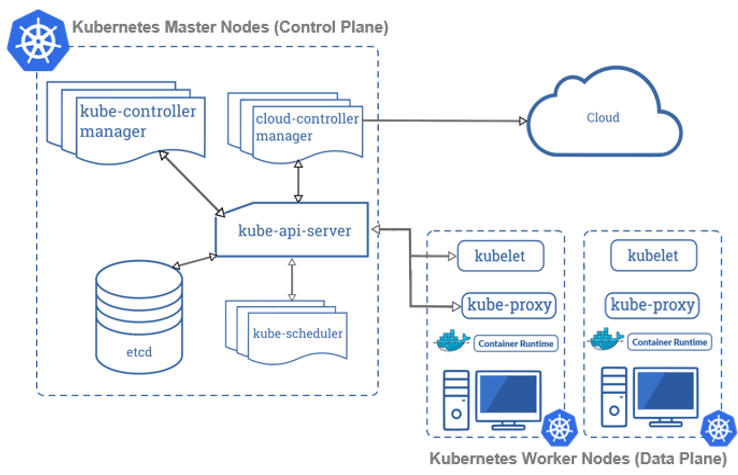 Kubernetes Master Nodes (Control Plane)
kube-controller
manager
cloud-controller
manager
Cloud
kube-api-server
etcd
kube-scheduler
kubelet
kube-proxy
Container Runtime
kubelet
kube-proxy
Container Runtime
Kubernetes Worker Nodes (Data Plane)